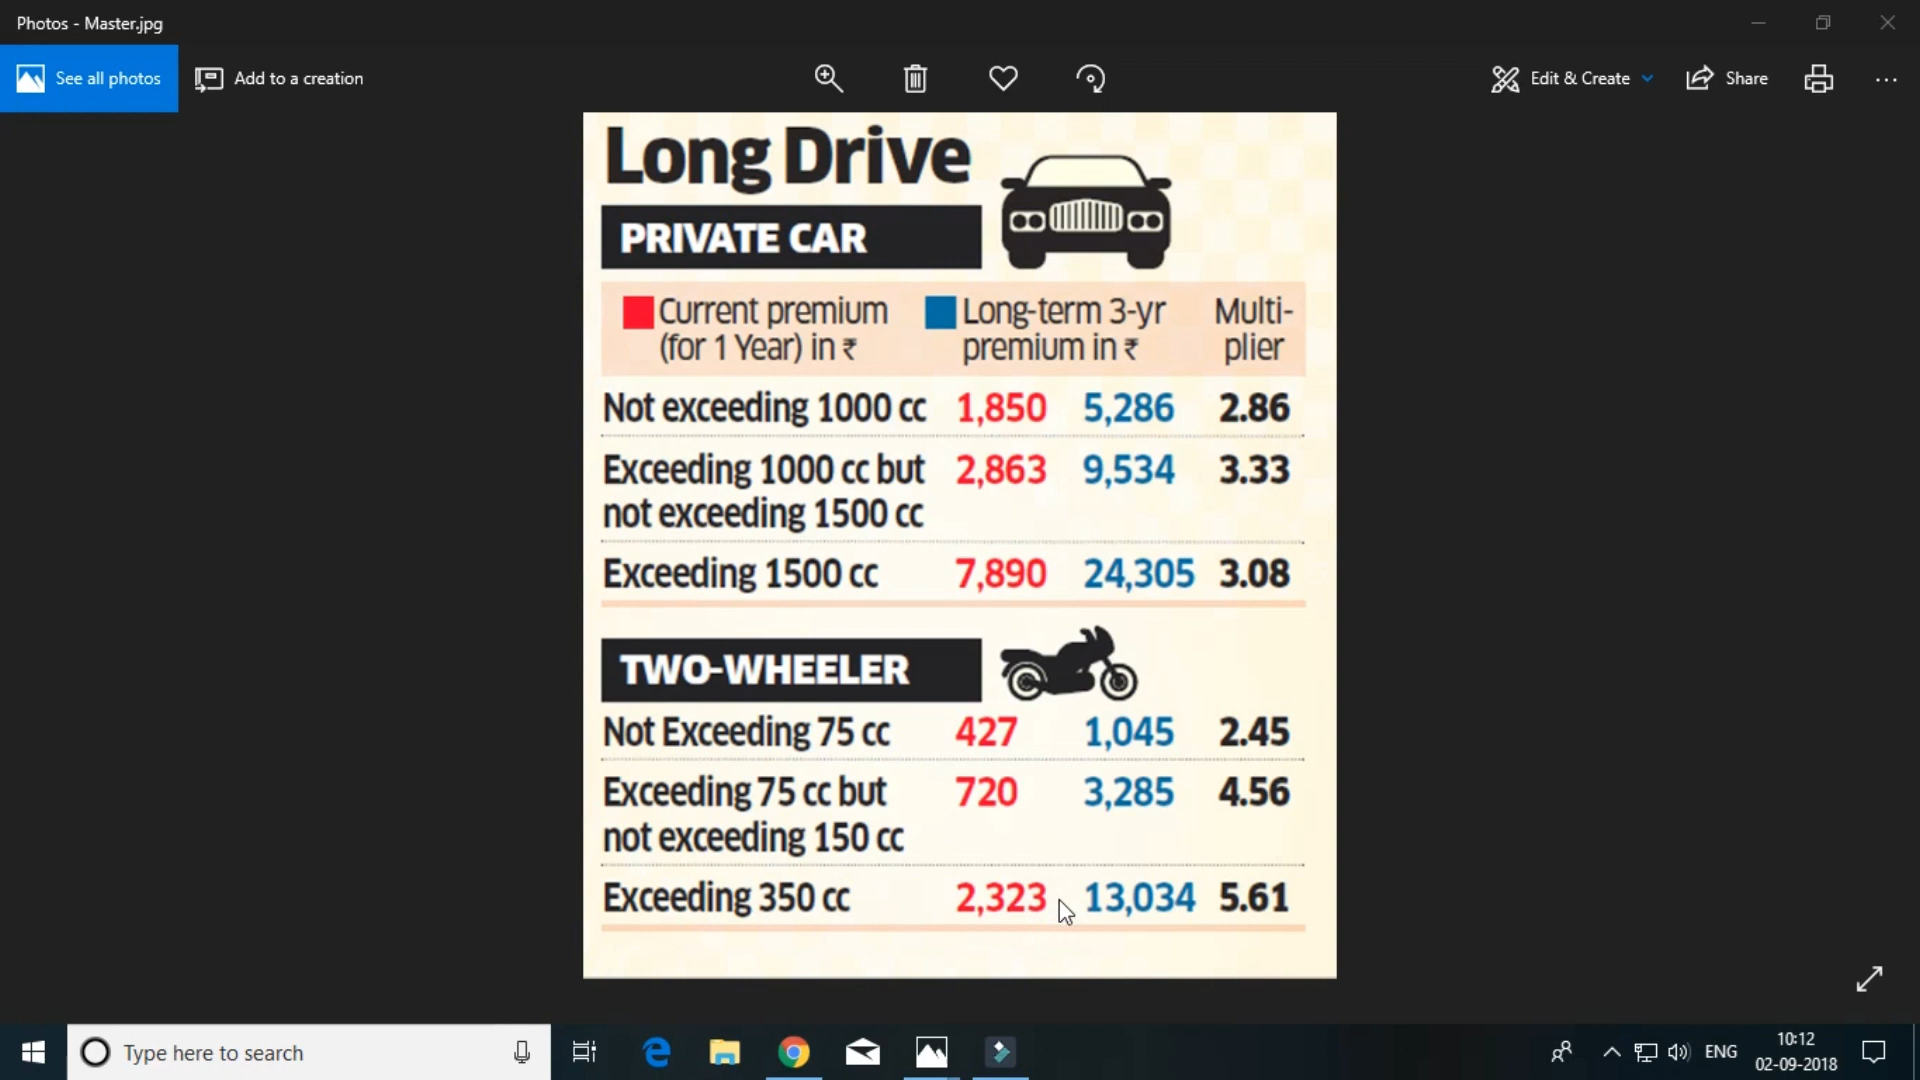 Photos - Master.jpg
See all photos
Add to a creation
Edit & Create
Share
Long Drive
PRIVATE CAR
Current premium
(for 1 Year) in ₹
Long-term 3-yr
premium in ₹
Multi-
plier
Not exceeding 1000 cc 1,850 5,286 2.86
Exceeding 1000 cc but 2,863 9,534 3.33
not exceeding 1500 cc
Exceeding 1500 cc 7,890 24,305 3.08
TWO-WHEELER
Not Exceeding 75 cc 427 1,045 2.45
Exceeding 75 cc but 720 3,285 4.56
not exceeding 150 cc
Exceeding 350 cc 2,323 13,034 5.61
Type here to search
ENG
10:12
02-09-2018